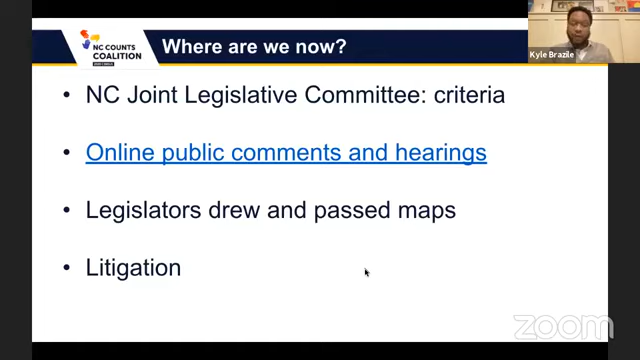 NC COUNTS
COALITION
Where are we now?
Kyle Brazile
• NC Joint Legislative Committee: criteria
• Online public comments and hearings
• Legislators drew and passed maps
• Litigation
zoom